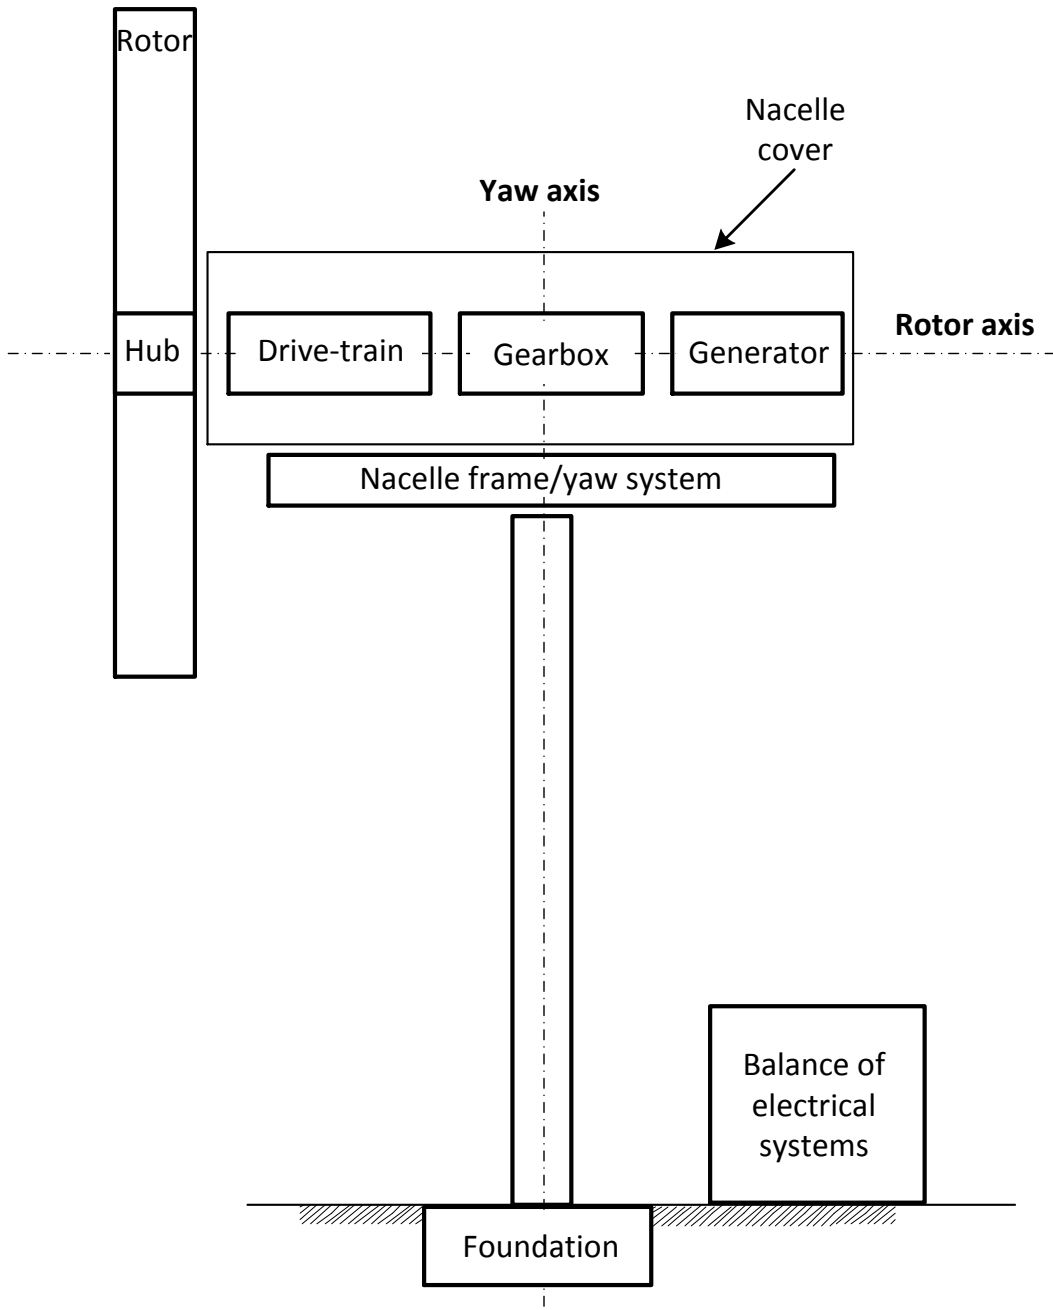 Rotor
Nacelle
cover
Yaw axis
Rotor axis
Hub
Drive-train
Gearbox
Generator
Nacelle frame/yaw system
Balance of
electrical
systems
Foundation